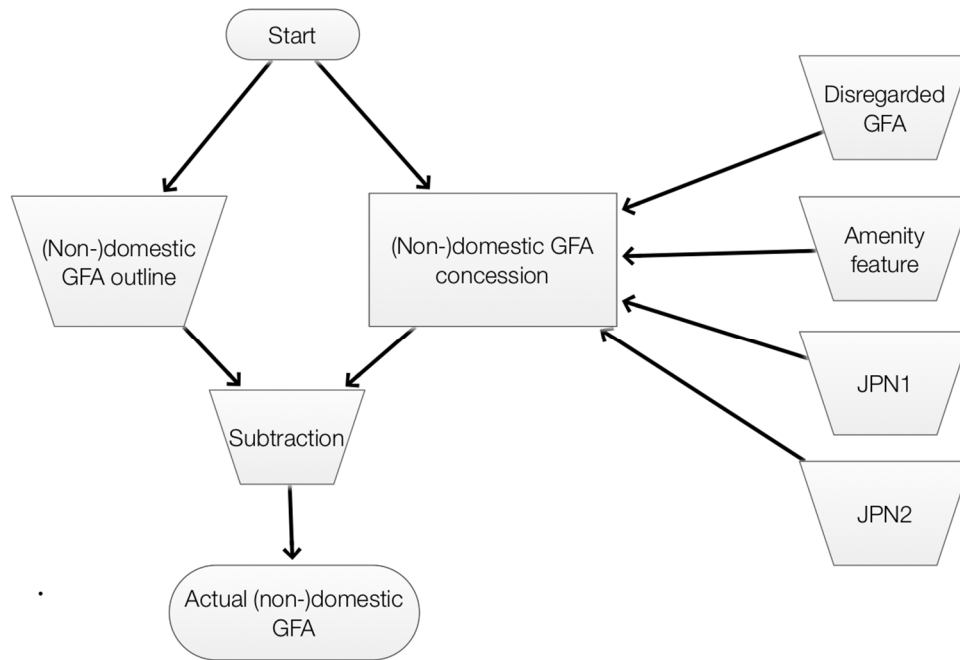 Start
Disregarded
GFA
(Non-)domestic
GFA outline
(Non-)domestic GFA
concession
Amenity
feature
JPN1
Subtraction
JPN2
Actual (non-)domestic
GFA